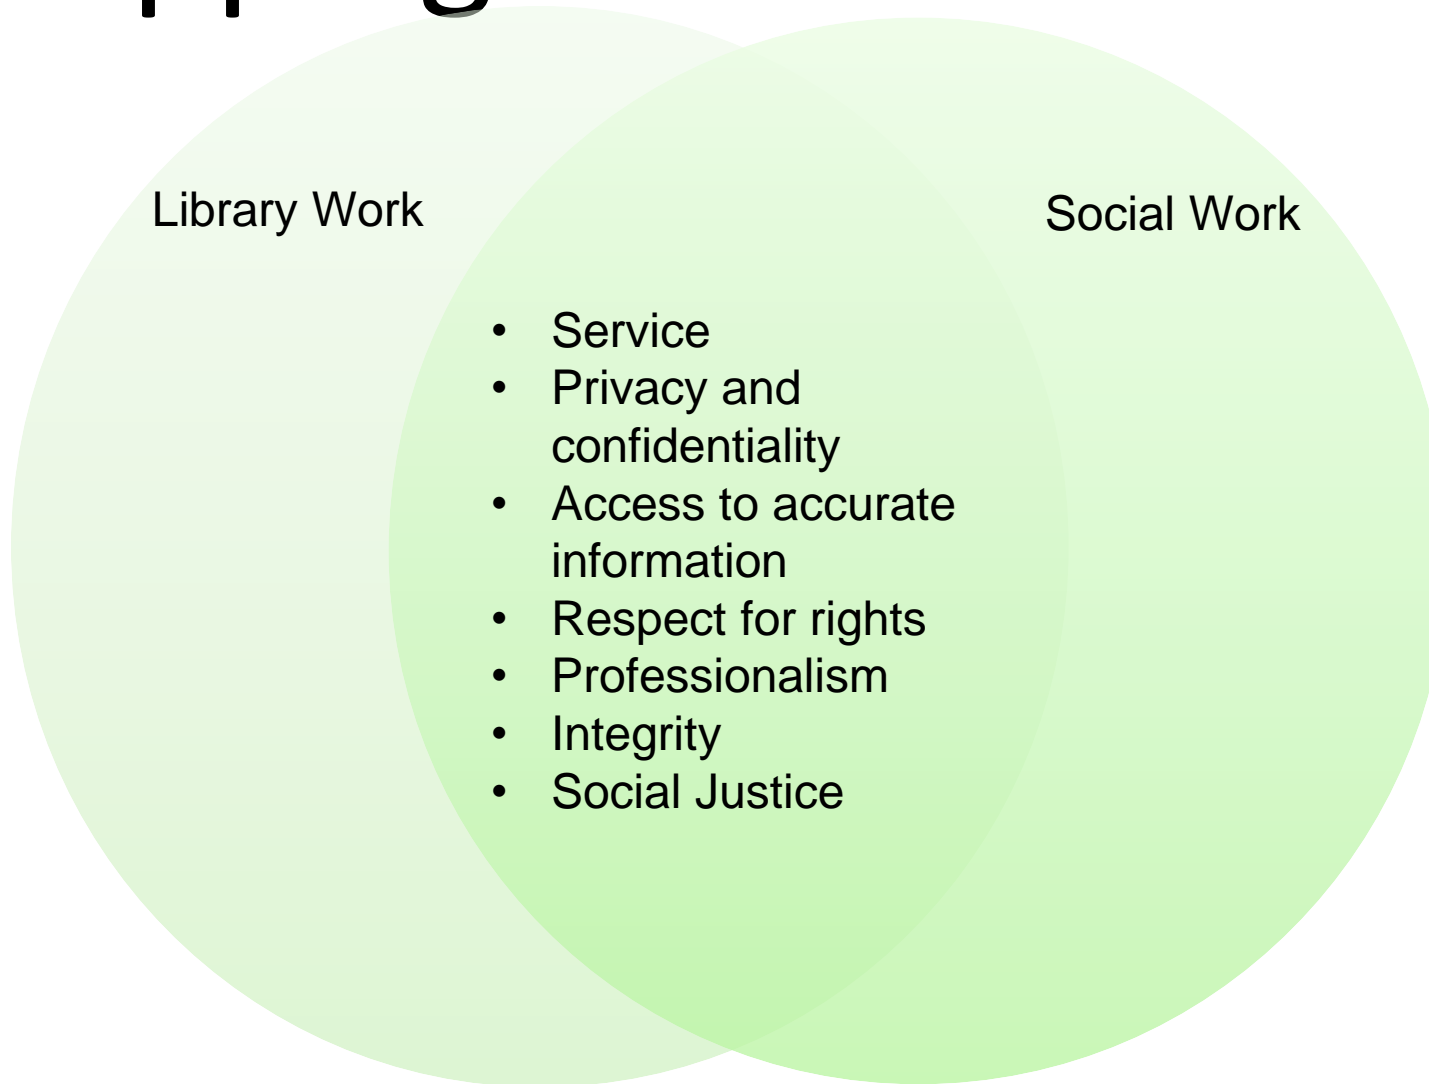 Library Work
Social Work
• Service
• Privacy and
confidentiality
• Access to accurate
information
• Respect for rights
• Professionalism
• Integrity
• Social Justice